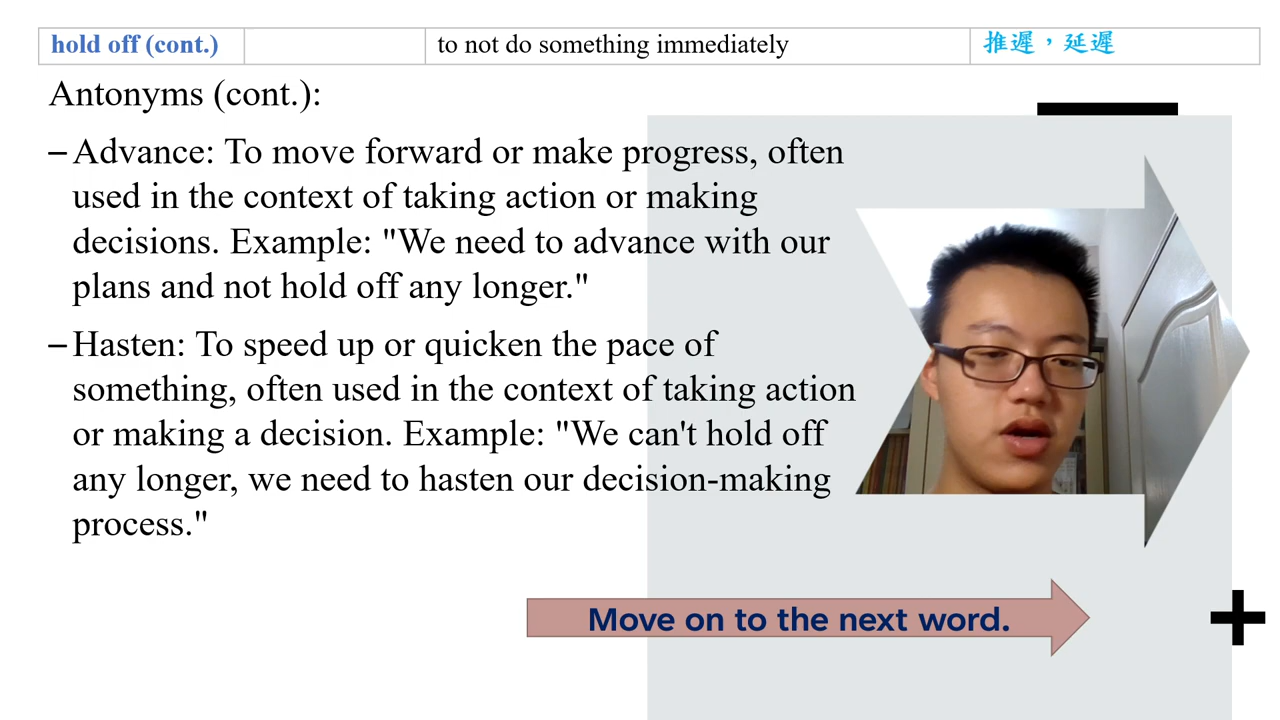 hold off (cont.) to not do something immediately 推遲，延遲
Antonyms (cont.):
– Advance: To move forward or make progress, often
used in the context of taking action or making
decisions. Example: "We need to advance with our
plans and not hold off any longer."
– Hasten: To speed up or quicken the pace of
something, often used in the context of taking action
or making a decision. Example: "We can't hold off
any longer, we need to hasten our decision-making
process."
Move on to the next word.